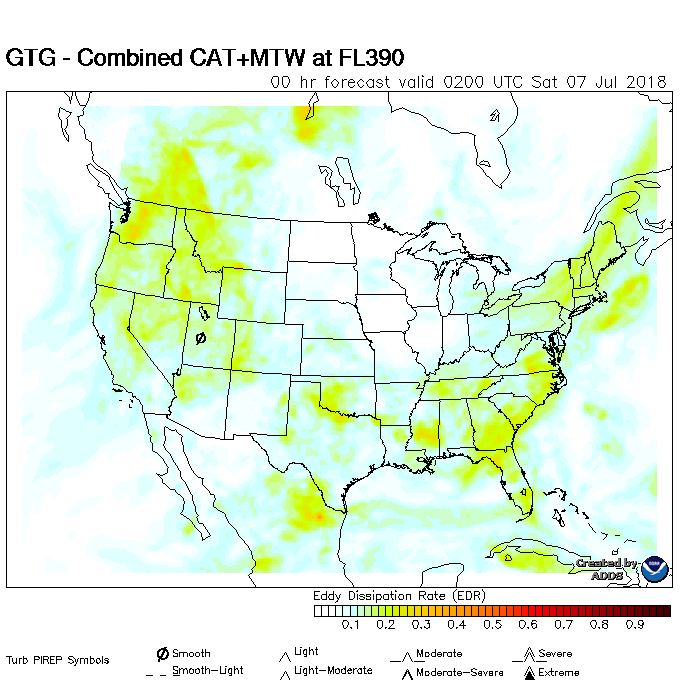 GTG - Combined CAT+MTW at FL390
00 hr forecast valid 0200 UTC Sat 07 Jul 2018
Created by
ADDS
Eddy Dissipation Rate (EDR)
0.1 0.2 0.3 0.4 0.5 0.6 0.7 0.8 0.9
Turb PIREP Symbols
Smooth Light Moderate Severe
Smooth-Light Light-Moderate Moderate-Severe Extreme